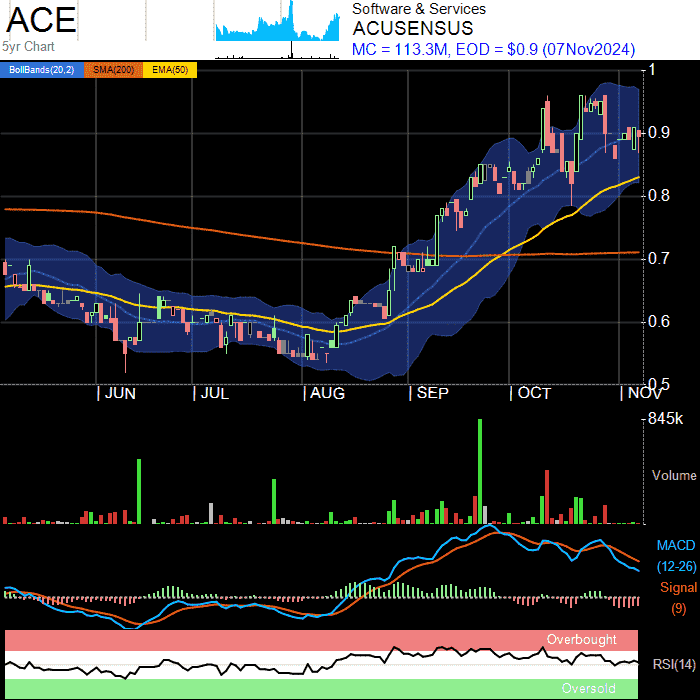 ACE
5yr Chart
Software & Services
ACUSENSUS
MC = 113.3M, EOD = $0.9 (07Nov2024)
BollBands(20,2) SMA(200) EMA(50)
1
0.9
0.8
0.7
0.6
0.5
JUN JUL AUG SEP OCT NOV
845k
Volume
MACD
(12-26)
Signal
(9)
Overbought
RSI(14)
Oversold